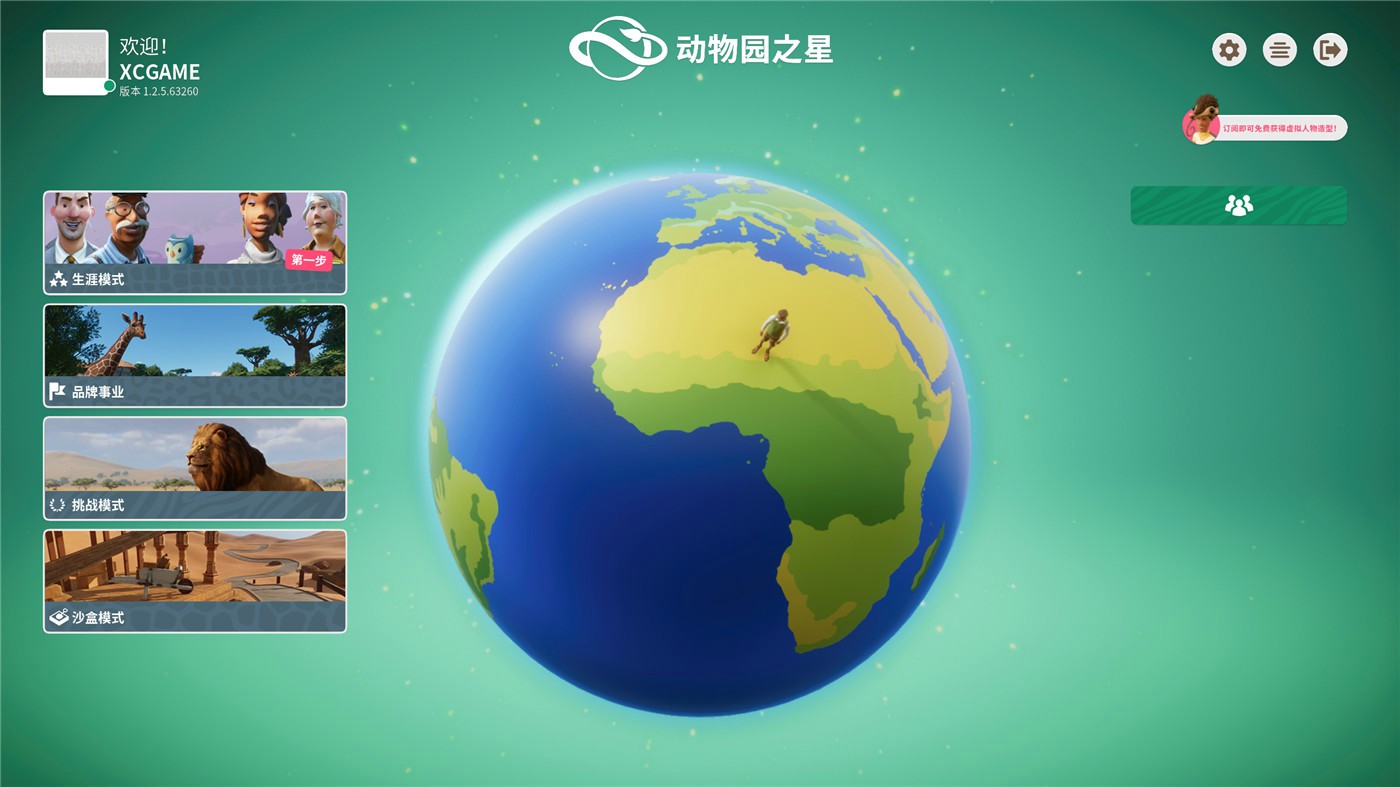 欢迎！
XCGAME
版本 1.2.5.63260
动物园之星
订阅即可免费获得虚拟人物造型！
第一步
生涯模式
品牌事业
挑战模式
沙盒模式